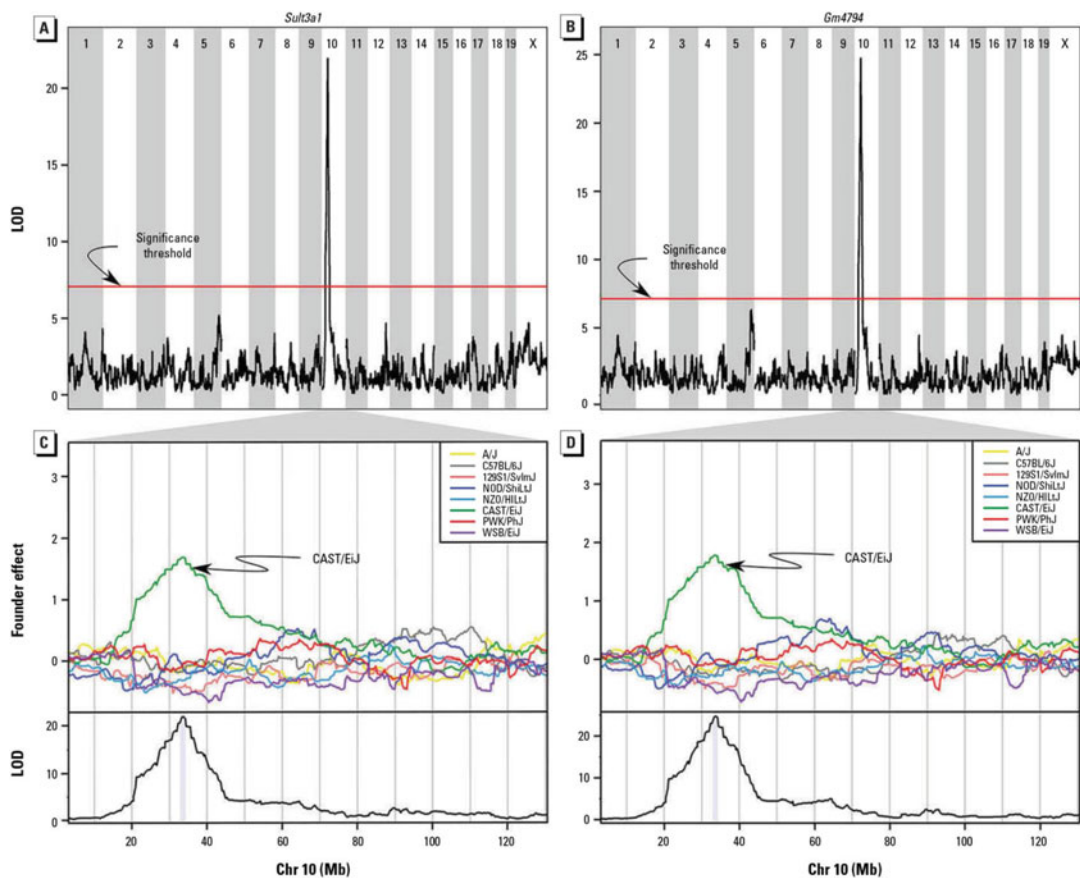 A
Sult3a1
1 2 3 4 5 6 7 8 9 10 11 12 13 14 15 16 17 18 19 X
20
15
10
5
0
LOD
Significance
threshold
B
Gm4794
1 2 3 4 5 6 7 8 9 10 11 12 13 14 15 16 17 18 19 X
25
20
15
10
5
0
Significance
threshold
C
3
2
1
0
Founder effect
A/J
C57BL/6J
129S1/SvImJ
NOD/ShiLtJ
NZO/HILtJ
CAST/EiJ
PWK/PhJ
WSB/EiJ
CAST/EiJ
20
10
0
LOD
20 40 60 80 100 120
Chr 10 (Mb)
D
3
2
1
0
A/J
C57BL/6J
129S1/SvImJ
NOD/ShiLtJ
NZO/HILtJ
CAST/EiJ
PWK/PhJ
WSB/EiJ
CAST/EiJ
20
10
0
20 40 60 80 100 120
Chr 10 (Mb)